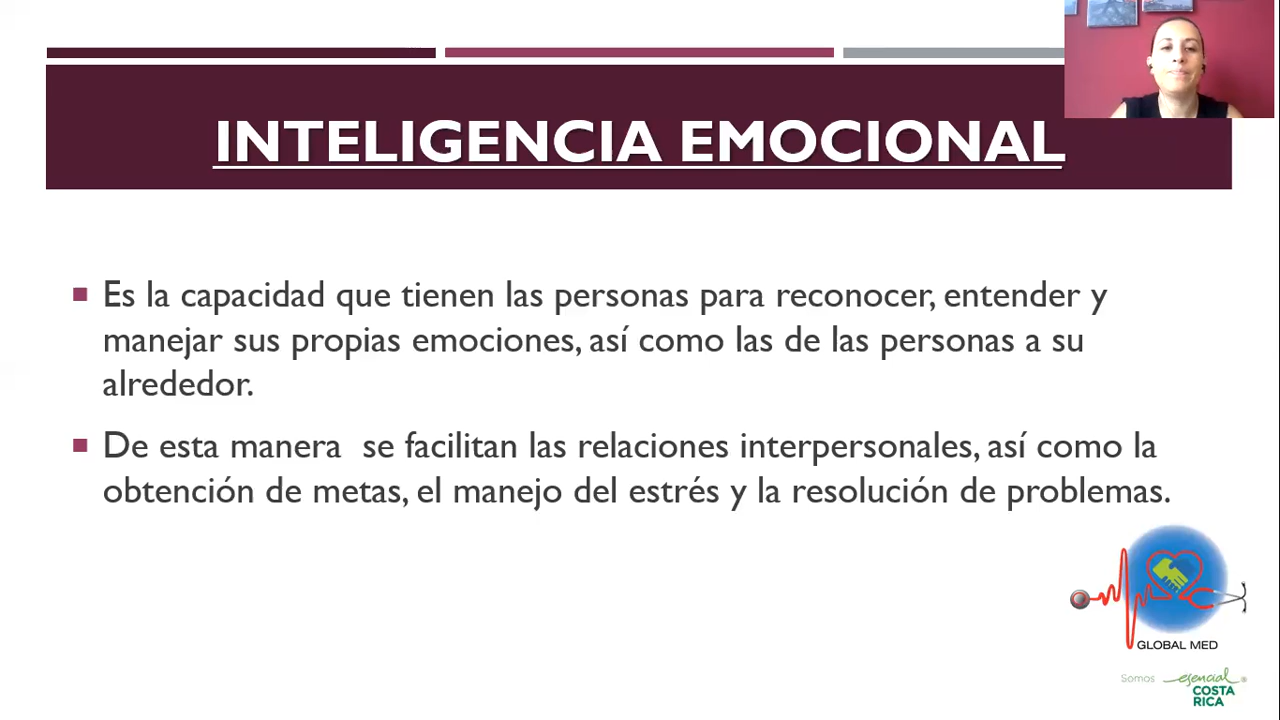 INTELIGENCIA EMOCIONAL
Es la capacidad que tienen las personas para reconocer, entender y
manejar sus propias emociones, así como las de las personas a su
alrededor.
De esta manera se facilitan las relaciones interpersonales, así como la
obtención de metas, el manejo del estrés y la resolución de problemas.
GLOBAL MED
Somos esencial
COSTA
RICA